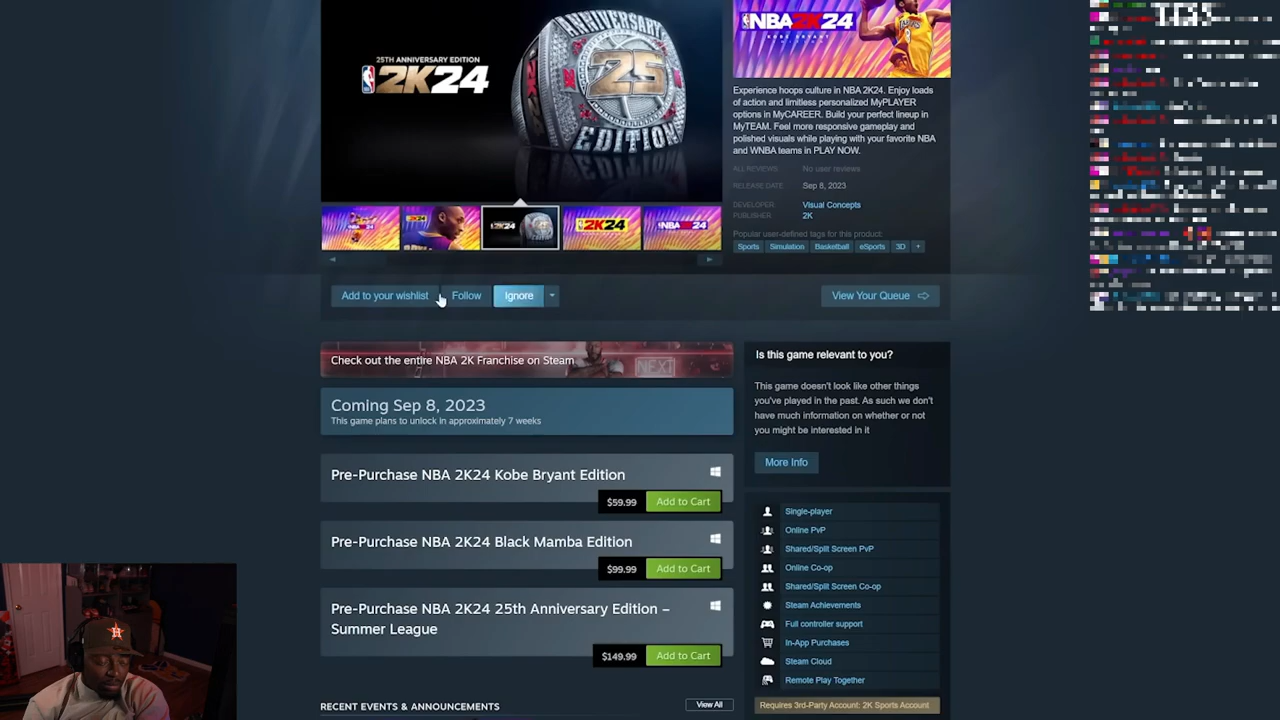 25TH ANNIVERSARY EDITION
2K24
ANNIVERSARY
25
EDITION
NBA2K24
KOBE BRYANT
Experience hoops culture in NBA 2K24. Enjoy loads
of action and limitless personalized MyPLAYER
options in MyCAREER. Build your perfect lineup in
MyTEAM. Feel more responsive gameplay and
polished visuals while playing with your favorite NBA
and WNBA teams in PLAY NOW.
ALL REVIEWS: No user reviews
RELEASE DATE: Sep 8, 2023
DEVELOPER: Visual Concepts
PUBLISHER: 2K
Popular user-defined tags for this product:
Sports Simulation Basketball eSports 3D +
2K24
2K24
2K24
NBA2K24
Add to your wishlist Follow Ignore View Your Queue
Check out the entire NBA 2K Franchise on Steam
NEXT
Is this game relevant to you?
This game doesn't look like other things
you've played in the past. As such we don't
have much information on whether or not
you might be interested in it
More Info
Coming Sep 8, 2023
This game plans to unlock in approximately 7 weeks
Pre-Purchase NBA 2K24 Kobe Bryant Edition
$59.99 Add to Cart
Pre-Purchase NBA 2K24 Black Mamba Edition
$99.99 Add to Cart
Pre-Purchase NBA 2K24 25th Anniversary Edition –
Summer League
$149.99 Add to Cart
Single-player
Online PvP
Shared/Split Screen PvP
Online Co-op
Shared/Split Screen Co-op
Steam Achievements
Full controller support
In-App Purchases
Steam Cloud
Remote Play Together
Requires 3rd-Party Account: 2K Sports Account
RECENT EVENTS & ANNOUNCEMENTS View All
H